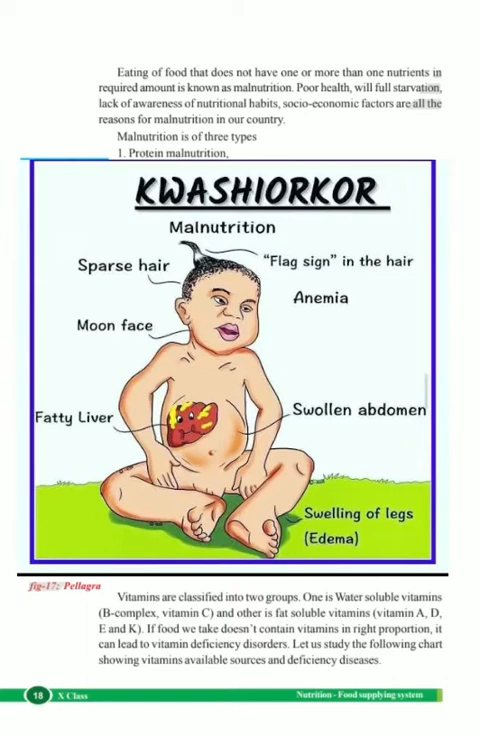 Eating of food that does not have one or more than one nutrients in
required amount is known as malnutrition. Poor health, will full starvation,
lack of awareness of nutritional habits, socio-economic factors are all the
reasons for malnutrition in our country.
Malnutrition is of three types
1. Protein malnutrition,
KWASHIORKOR
Malnutrition
Sparse hair
"Flag sign" in the hair
Anemia
Moon face
Fatty Liver
Swollen abdomen
Swelling of legs
(Edema)
fig-17: Pellagra
Vitamins are classified into two groups. One is Water soluble vitamins
(B-complex, vitamin C) and other is fat soluble vitamins (vitamin A, D,
E and K). If food we take doesn't contain vitamins in right proportion, it
can lead to vitamin deficiency disorders. Let us study the following chart
showing vitamins available sources and deficiency diseases.
18 X Class
Nutrition - Food supplying system